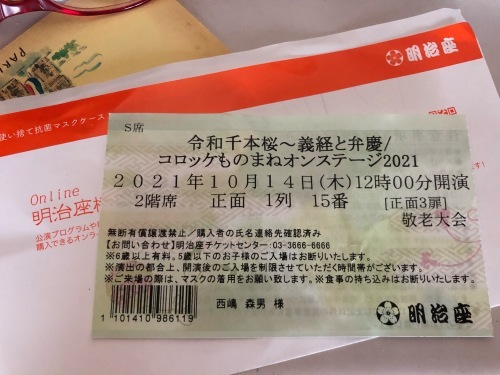 PARI
明治座
使い捨て抗菌マスクケース
Online
明治座
公演プログラムや
購入できるオンラ
S席
令和千本桜～義経と弁慶/
コロッケものまねオンステージ2021
2021年10月14日(木)12時00分開演
2階席 正面 1列 15番 [正面3扉]
敬老大会
無断有償譲渡禁止／購入者の氏名連絡先確認済み
【お問い合わせ】明治座チケットセンター:03-3666-6666
※6歳以上有料。5歳以下のお子様のご入場はお断りいたします。
※演出の都合上、開演後のご入場を制限させていただく時間帯がございます。
※ご来場の際は、マスクの着用をお願い致します。※食事の持ち込みはお断りいたします。
1101410986119
西嶋 森男 様
明治座